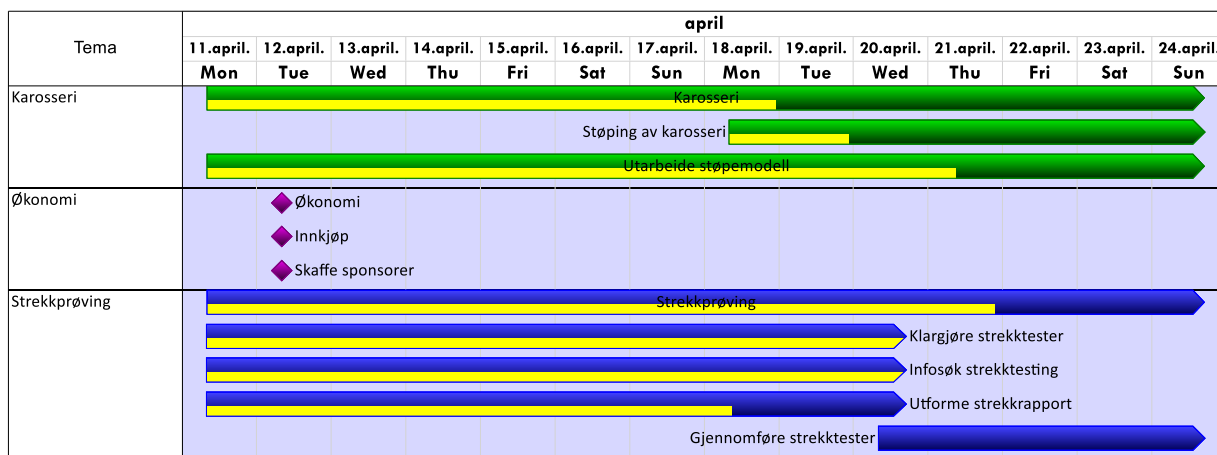 april
Tema
11.april. 12.april. 13.april. 14.april. 15.april. 16.april. 17.april. 18.april. 19.april. 20.april. 21.april. 22.april. 23.april. 24.april.
Mon Tue Wed Thu Fri Sat Sun Mon Tue Wed Thu Fri Sat Sun
Karosseri Karosseri
Støping av karosseri
Utarbeide støpemodell
Økonomi Økonomi
Innkjøp
Skaffe sponsorer
Strekkprøving Strekkprøving
Klargjøre strekktester
Infosøk strekktesting
Utforme strekkrapport
Gjennomføre strekktester